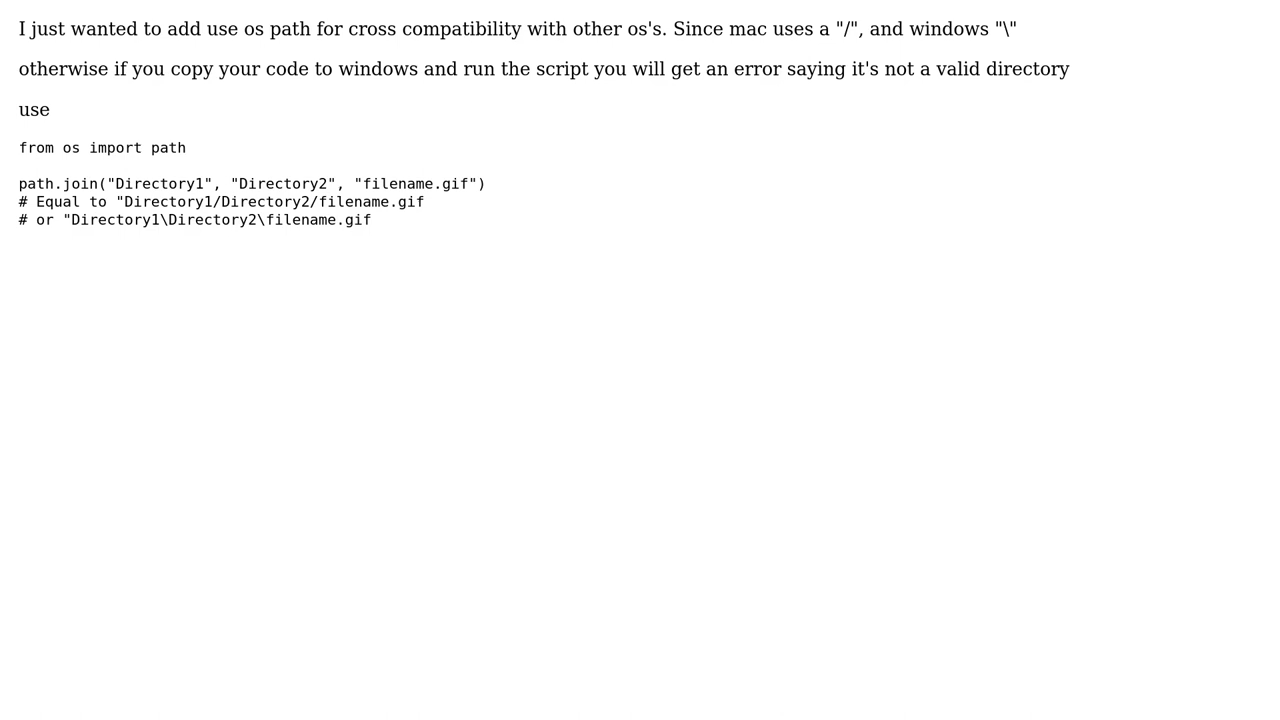 I just wanted to add use os path for cross compatibility with other os's. Since mac uses a "/", and windows "\"
otherwise if you copy your code to windows and run the script you will get an error saying it's not a valid directory
use
from os import path
path.join("Directory1", "Directory2", "filename.gif")
# Equal to "Directory1/Directory2/filename.gif
# or "Directory1\Directory2\filename.gif